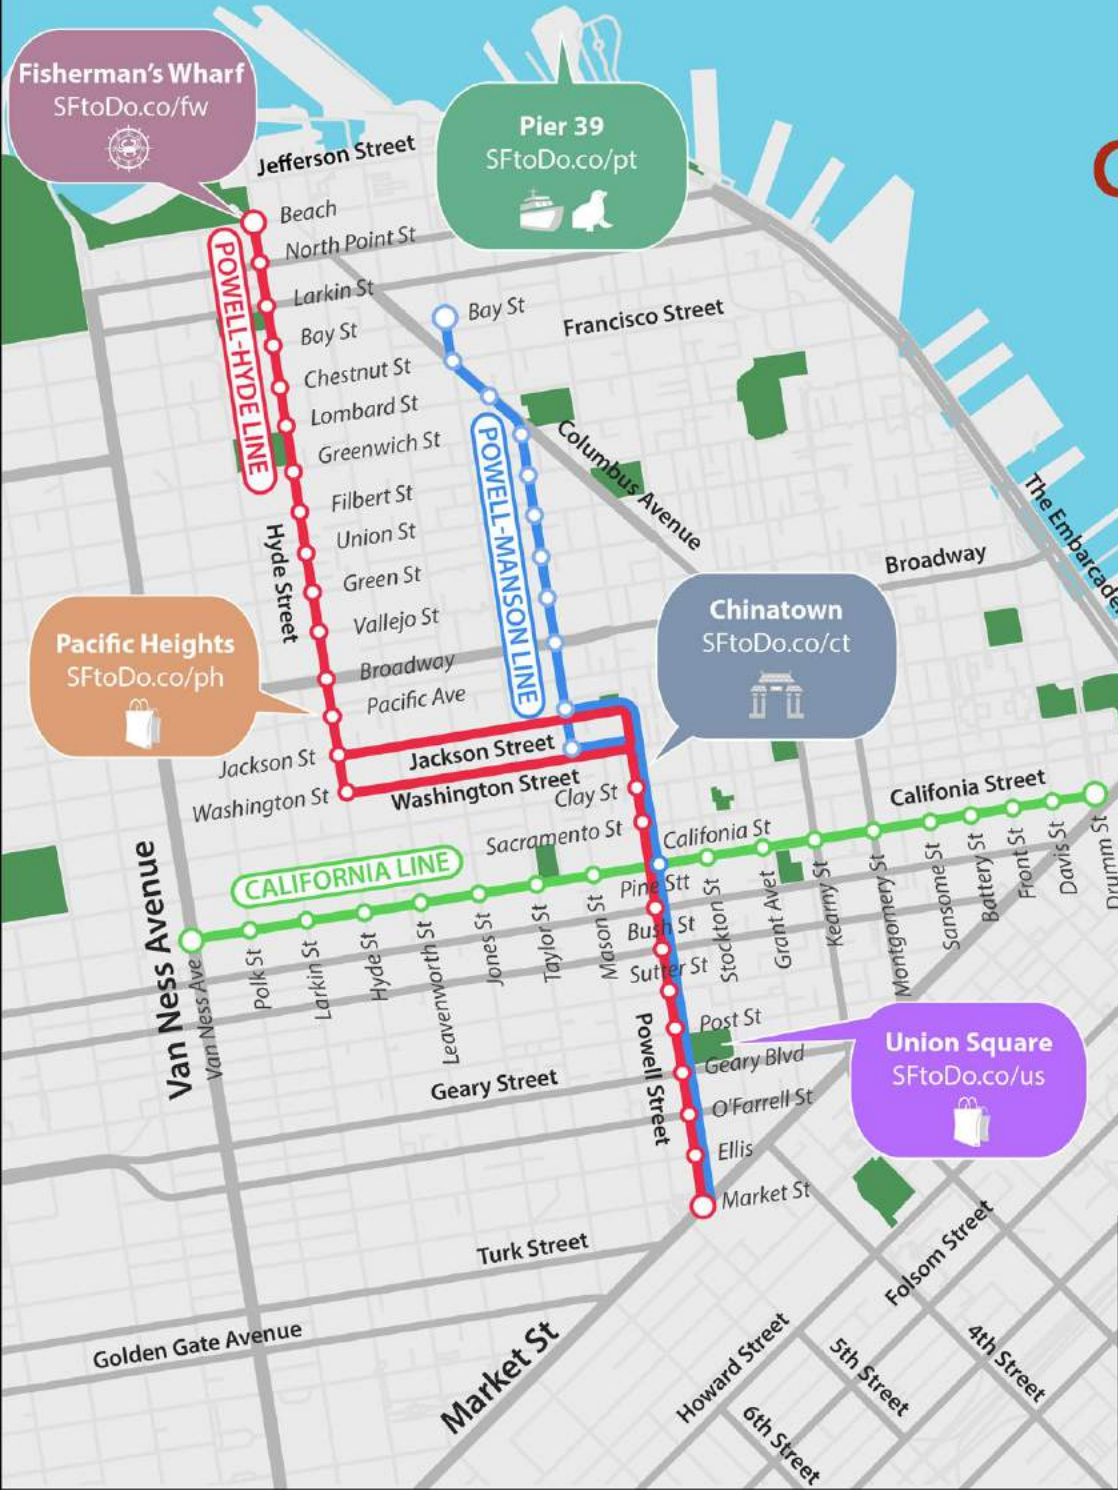 Fisherman's Wharf
SFtoDo.co/fw
Pier 39
SFtoDo.co/pt
Jefferson Street
Beach
North Point St
Larkin St
Bay St
Chestnut St
Lombard St
Greenwich St
Filbert St
Union St
Green St
Vallejo St
Broadway
Pacific Ave
POWELL-HYDE LINE
Hyde Street
Bay St
Francisco Street
POWELL-MANSON LINE
Columbus Avenue
Broadway
The Embarcade
Pacific Heights
SFtoDo.co/ph
Chinatown
SFtoDo.co/ct
Jackson St
Washington St
Jackson Street
Washington Street
Clay St
Sacramento St
Califonia St
Califonia Street
CALIFORNIA LINE
Van Ness Avenue
Van Ness Ave
Polk St
Larkin St
Hyde St
Leavenworth St
Jones St
Taylor St
Mason St
Pine Stt
Bush St
Sutter St
Stockton St
Grant Avet
Kearny St
Montgomery St
Sansome St
Battery St
Front St
Davis St
Drumm St
Powell Street
Post St
Geary Blvd
O'Farrell St
Ellis
Market St
Union Square
SFtoDo.co/us
Geary Street
Turk Street
Golden Gate Avenue
Market St
Howard Street
Folsom Street
4th Street
5th Street
6th Street